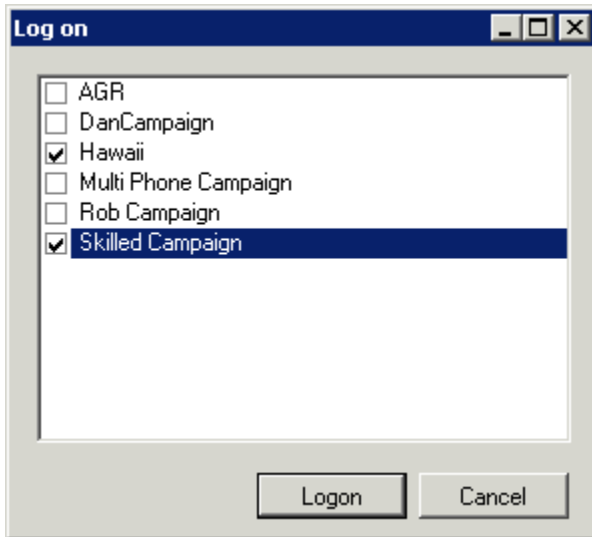 Log on
AGR
DanCampaign
Hawaii
Multi Phone Campaign
Rob Campaign
Skilled Campaign
Logon Cancel